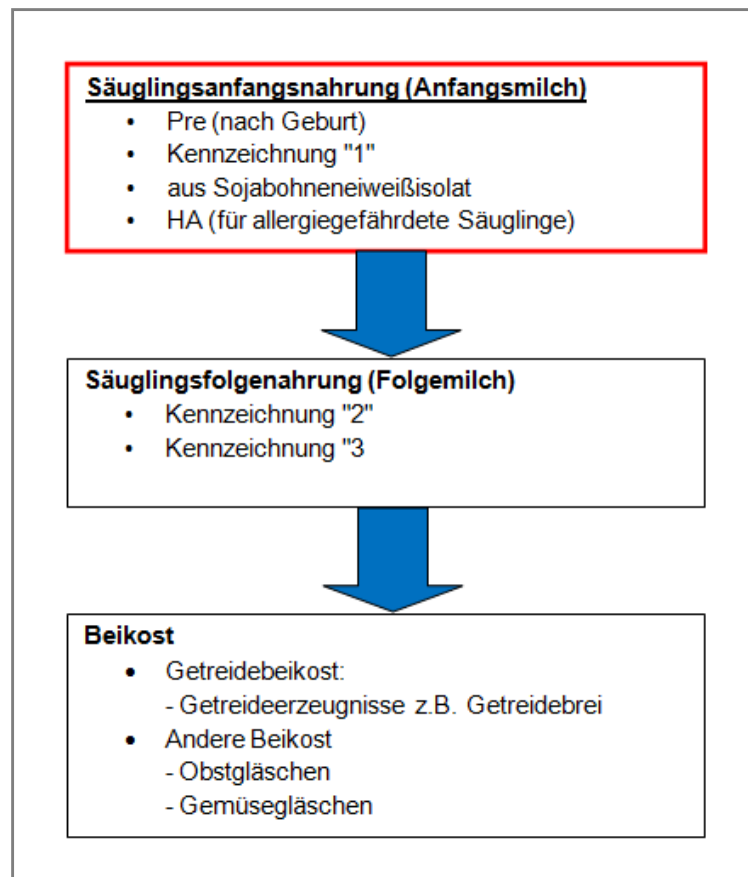 Säuglingsanfangsnahrung (Anfangsmilch)
• Pre (nach Geburt)
• Kennzeichnung "1"
• aus Sojabohneneiweißisolat
• HA (für allergiegefährdete Säuglinge)
Säuglingsfolgenahrung (Folgemilch)
• Kennzeichnung "2"
• Kennzeichnung "3
Beikost
• Getreidebeikost:
- Getreideerzeugnisse z.B. Getreidebrei
• Andere Beikost
- Obstgläschen
- Gemüsegläschen